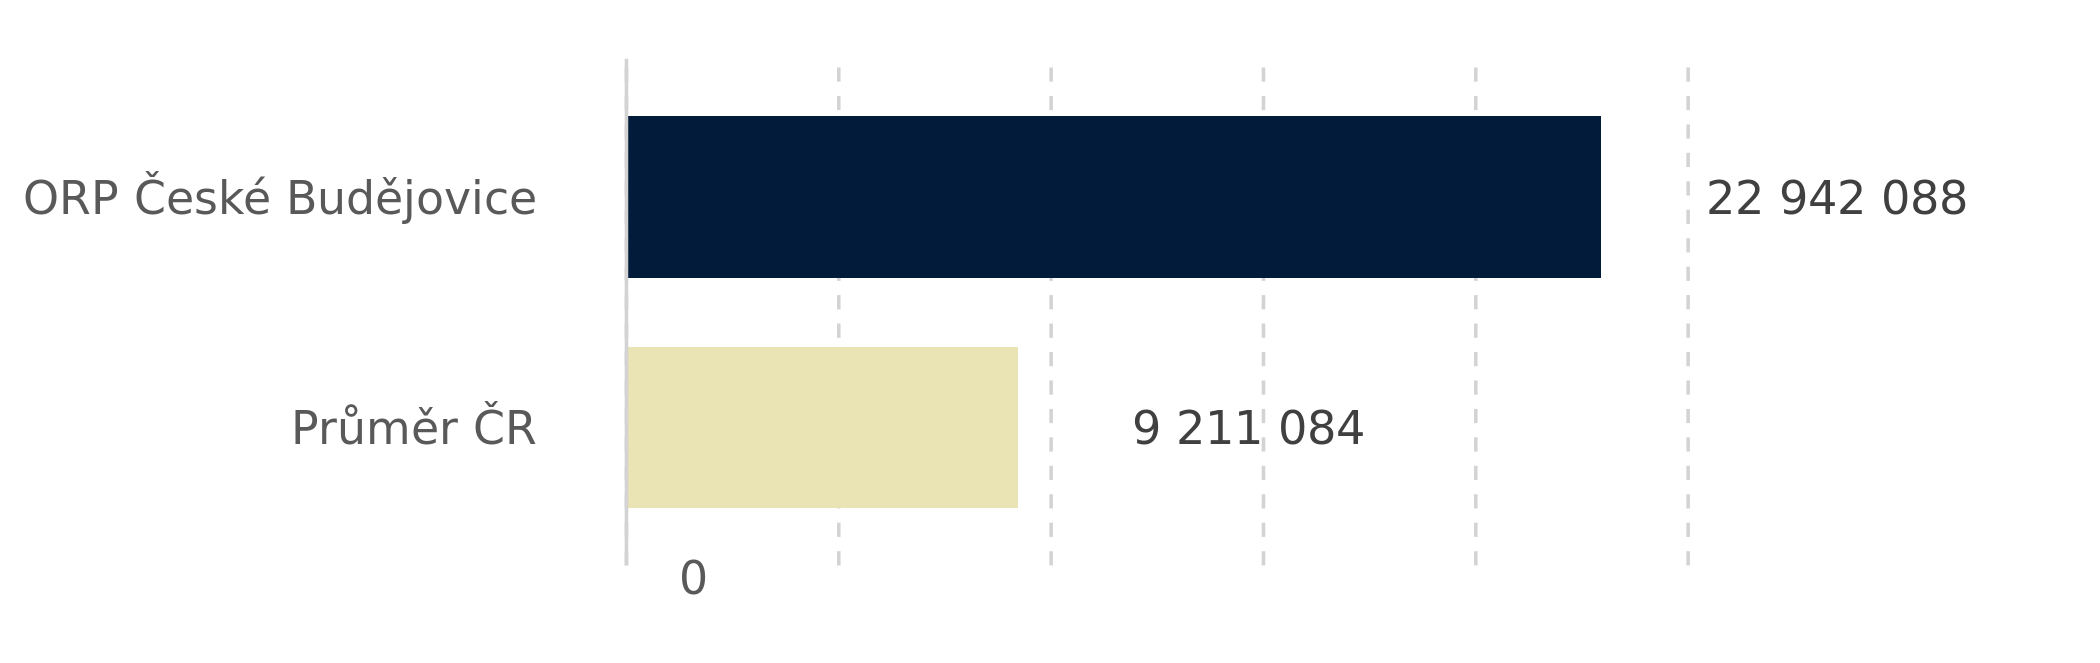 ORP České Budějovice
22 942 088
Průměr ČR
9 211 084
0